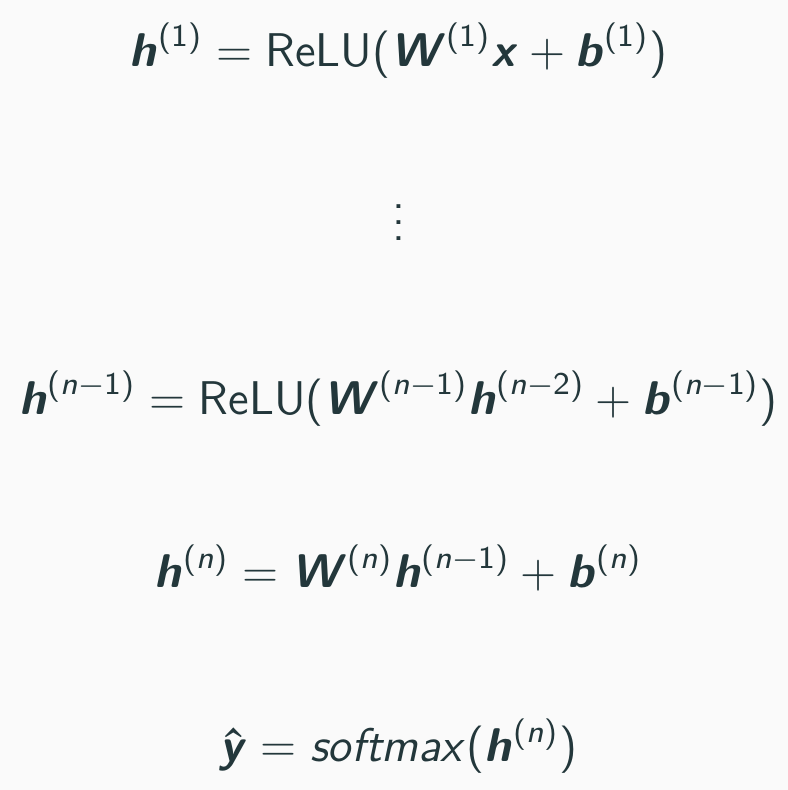 h^(1) = ReLU(W^(1)x + b^(1))
⋮
h^(n−1) = ReLU(W^(n−1)h^(n−2) + b^(n−1))
h^(n) = W^(n)h^(n−1) + b^(n)
ŷ = softmax(h^(n))